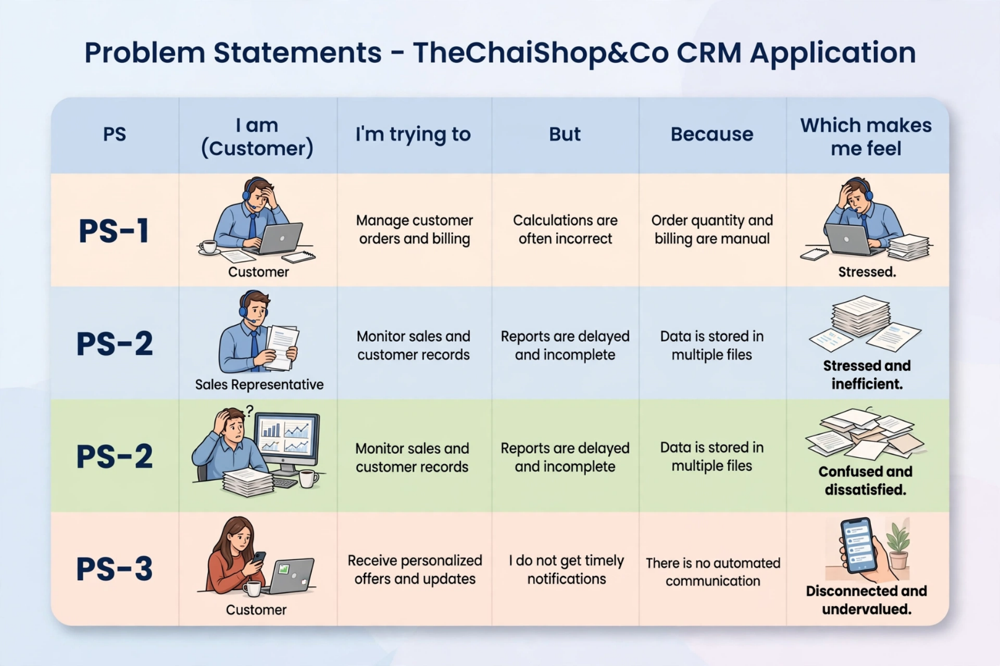 Problem Statements - TheChaiShop&Co CRM Application
PS
I am
(Customer)
I'm trying to
But
Because
Which makes
me feel
PS-1
Customer
Manage customer
orders and billing
Calculations are
often incorrect
Order quantity and
billing are manual
Stressed.
PS-2
Sales Representative
Monitor sales and
customer records
Reports are delayed
and incomplete
Data is stored in
multiple files
Stressed and
inefficient.
PS-2
?
Monitor sales and
customer records
Reports are delayed
and incomplete
Data is stored in
multiple files
Confused and
dissatisfied.
PS-3
Customer
Receive personalized
offers and updates
I do not get timely
notifications
There is no automated
communication
Disconnected and
undervalued.